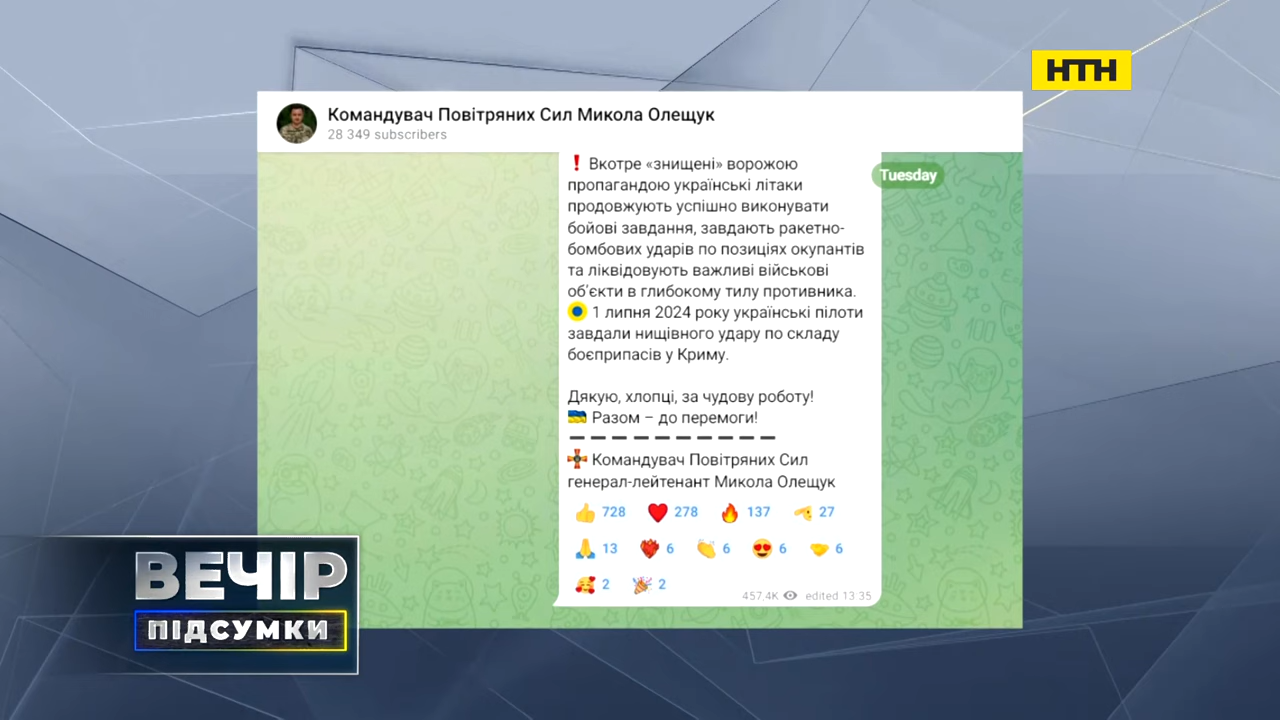 НТН
Командувач Повітряних Сил Микола Олещук
28 349 subscribers
Tuesday
❗ Вкотре «знищені» ворожою
пропагандою українські літаки
продовжують успішно виконувати
бойові завдання, завдають ракетно-
бомбових ударів по позиціях окупантів
та ліквідовують важливі військові
об’єкти в глибокому тилу противника.
1 липня 2024 року українські пілоти
завдали нищівного удару по складу
боєприпасів у Криму.
Дякую, хлопці, за чудову роботу!
🇺🇦 Разом – до перемоги!
— — — — — — — — — —
Командувач Повітряних Сил
генерал-лейтенант Микола Олещук
👍 728 ❤️ 278 🔥 137 🫡 27
🙏 13 ❤️‍🔥 6 👏 6 😍 6 🤝 6
🥰 2 🎉 2
457,4K edited 13:35
ВЕЧІР
ПІДСУМКИ